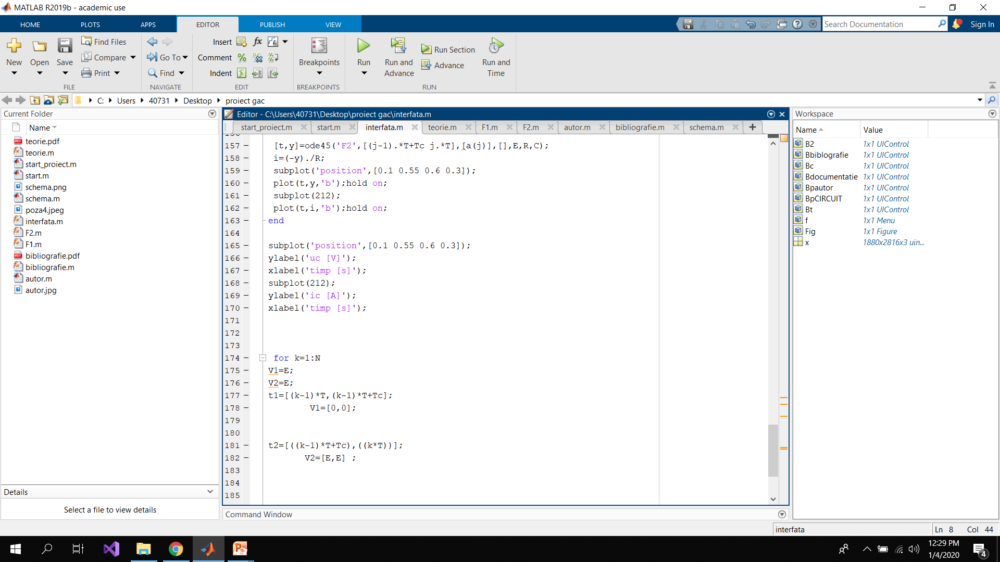 MATLAB R2019b - academic use
HOME PLOTS APPS EDITOR PUBLISH VIEW
Search Documentation
Sign In
New
Open
Save
Find Files
Compare
Print
FILE
Go To
Find
NAVIGATE
Insert
Comment
Indent
EDIT
Breakpoints
BREAKPOINTS
Run
Run and
Advance
Run Section
Advance
Run and
Time
RUN
C: Users 40731 Desktop proiect gac
Current Folder
Name
teorie.pdf
teorie.m
start_proiect.m
start.m
schema.png
schema.m
poza4.jpeg
interfata.m
F2.m
F1.m
bibliografie.pdf
bibliografie.m
autor.m
autor.jpg
Details
Select a file to view details
Editor - C:\Users\40731\Desktop\proiect gac\interfata.m
start_proiect.m start.m interfata.m teorie.m F1.m F2.m autor.m bibliografie.m schema.m
157 [t,y]=ode45('F2',[(j-1).*T+Tc j.*T],[a(j)],[],E,R,C);
158 i=(-y)./R;
159 subplot('position',[0.1 0.55 0.6 0.3]);
160 plot(t,y,'b');hold on;
161 subplot(212);
162 plot(t,i,'b');hold on;
163 end
164
165 subplot('position',[0.1 0.55 0.6 0.3]);
166 ylabel('uc [V]');
167 xlabel('timp [s]');
168 subplot(212);
169 ylabel('ic [A]');
170 xlabel('timp [s]');
171
172
173
174 for k=1:N
175 V1=E;
176 V2=E;
177 t1=[(k-1)*T,(k-1)*T+Tc];
178 V1=[0,0];
179
180
181 t2=[((k-1)*T+Tc),((k*T))];
182 V2=[E,E] ;
183
184
185
Command Window
Workspace
Name Value
B2 1x1 UIControl
Bbiblografie 1x1 UIControl
Bc 1x1 UIControl
Bdocumentatie 1x1 UIControl
Bpautor 1x1 UIControl
BpCIRCUIT 1x1 UIControl
Bt 1x1 UIControl
f 1x1 Menu
Fig 1x1 Figure
x 1880x2816x3 uin...
interfata
Ln 8 Col 44
12:29 PM
1/4/2020
4